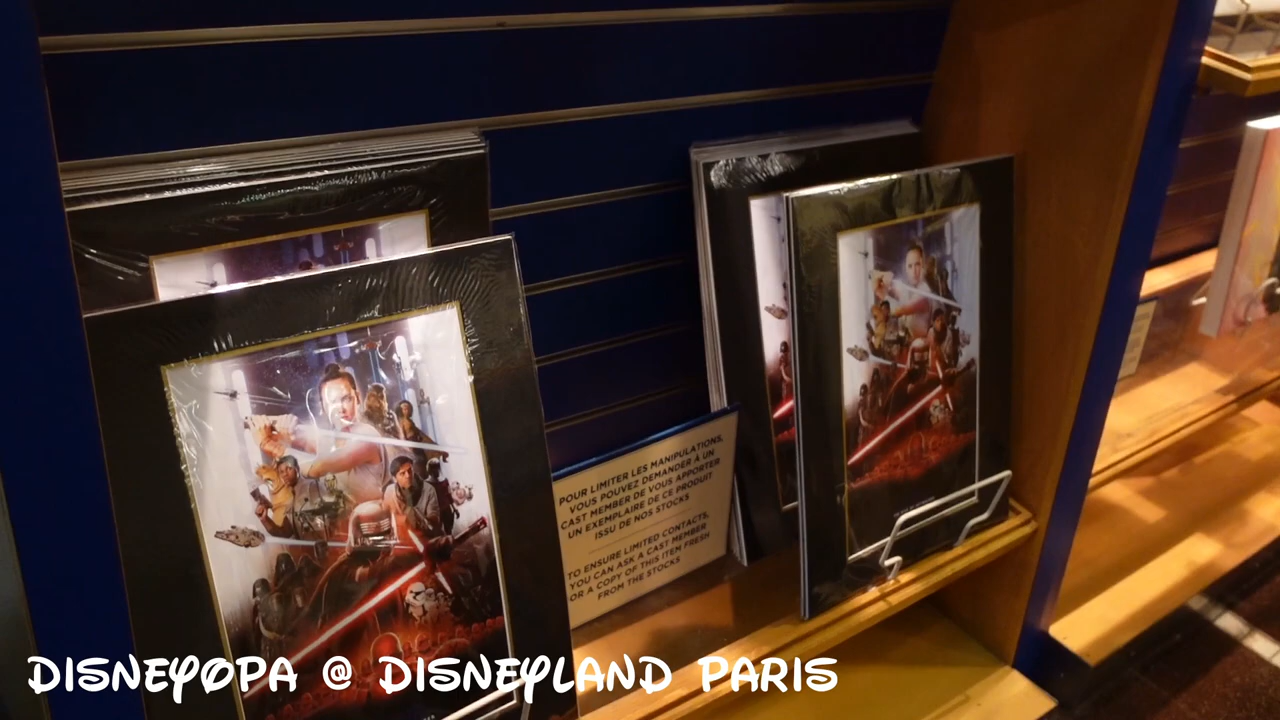 POUR LIMITER LES MANIPULATIONS,
VOUS POUVEZ DEMANDER À UN
CAST MEMBER DE VOUS APPORTER
UN EXEMPLAIRE DE CE PRODUIT
ISSU DE NOS STOCKS
TO ENSURE LIMITED CONTACTS,
YOU CAN ASK A CAST MEMBER
OR A COPY OF THIS ITEM FRESH
FROM THE STOCKS
DISNEYOPA @ DISNEYLAND PARIS